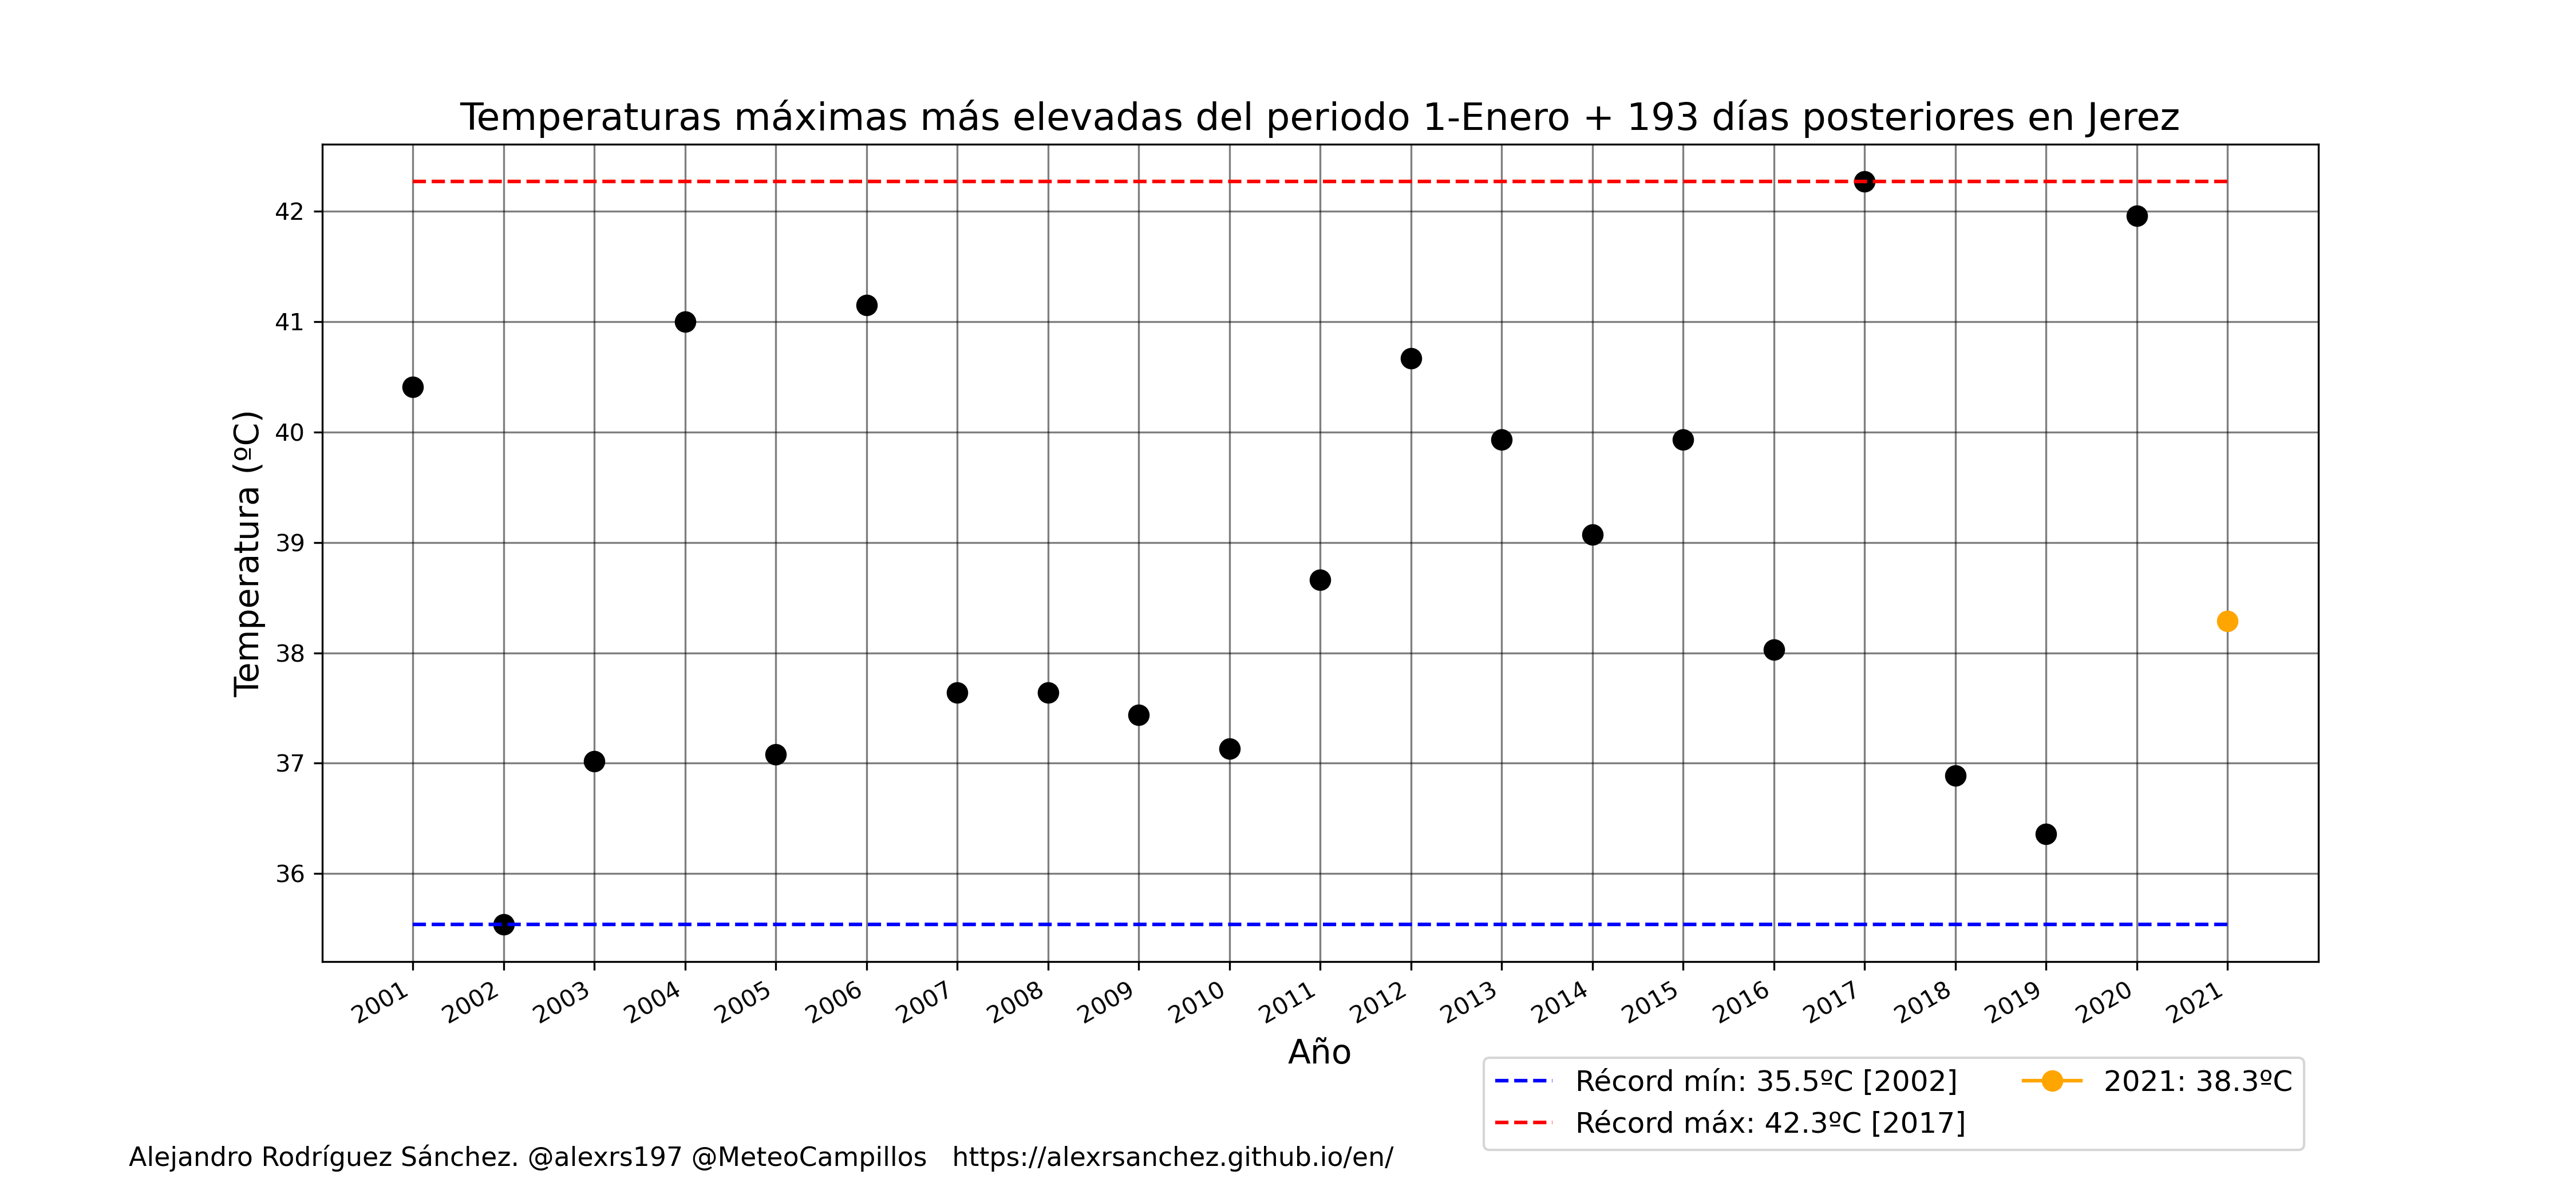 Temperaturas máximas más elevadas del periodo 1-Enero + 193 días posteriores en Jerez
Temperatura (ºC)
42
41
40
39
38
37
36
2001 2002 2003 2004 2005 2006 2007 2008 2009 2010 2011 2012 2013 2014 2015 2016 2017 2018 2019 2020 2021
Año
Récord mín: 35.5ºC [2002]
Récord máx: 42.3ºC [2017]
2021: 38.3ºC
Alejandro Rodríguez Sánchez. @alexrs197 @MeteoCampillos https://alexrsanchez.github.io/en/